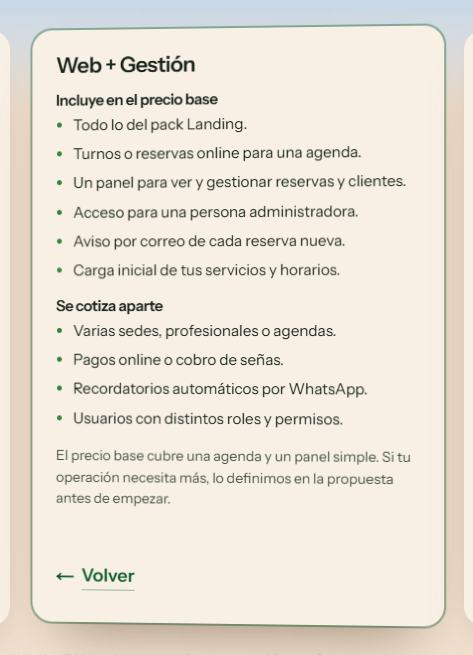 Web + Gestión
Incluye en el precio base
• Todo lo del pack Landing.
• Turnos o reservas online para una agenda.
• Un panel para ver y gestionar reservas y clientes.
• Acceso para una persona administradora.
• Aviso por correo de cada reserva nueva.
• Carga inicial de tus servicios y horarios.
Se cotiza aparte
• Varias sedes, profesionales o agendas.
• Pagos online o cobro de señas.
• Recordatorios automáticos por WhatsApp.
• Usuarios con distintos roles y permisos.
El precio base cubre una agenda y un panel simple. Si tu
operación necesita más, lo definimos en la propuesta
antes de empezar.
← Volver